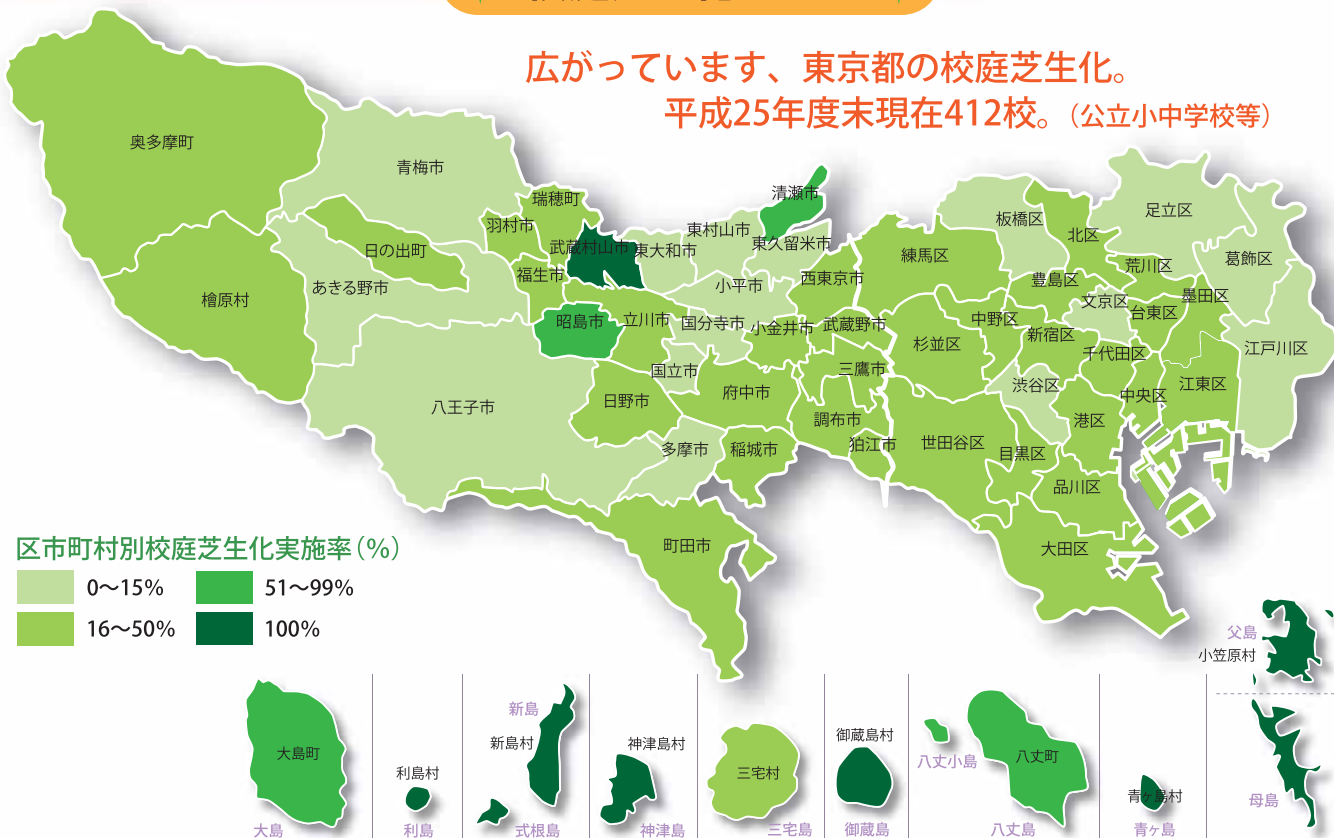 広がっています、東京都の校庭芝生化。
平成25年度末現在412校。（公立小中学校等）
奥多摩町
青梅市
瑞穂町
羽村市
日の出町
武蔵村山市
東大和市
東村山市
清瀬市
東久留米市
檜原村
あきる野市
福生市
小平市
西東京市
昭島市
立川市
国分寺市
小金井市
武蔵野市
三鷹市
国立市
八王子市
日野市
府中市
調布市
多摩市
稲城市
狛江市
町田市
練馬区
板橋区
北区
足立区
葛飾区
荒川区
豊島区
文京区
台東区
墨田区
中野区
新宿区
杉並区
千代田区
江戸川区
渋谷区
中央区
江東区
港区
世田谷区
目黒区
品川区
大田区
区市町村別校庭芝生化実施率（%）
0～15%
51～99%
16～50%
100%
父島
小笠原村
母島
大島町
大島
利島村
利島
新島
新島村
式根島
神津島村
神津島
三宅村
三宅島
御蔵島村
御蔵島
八丈小島
八丈町
八丈島
青ヶ島村
青ヶ島